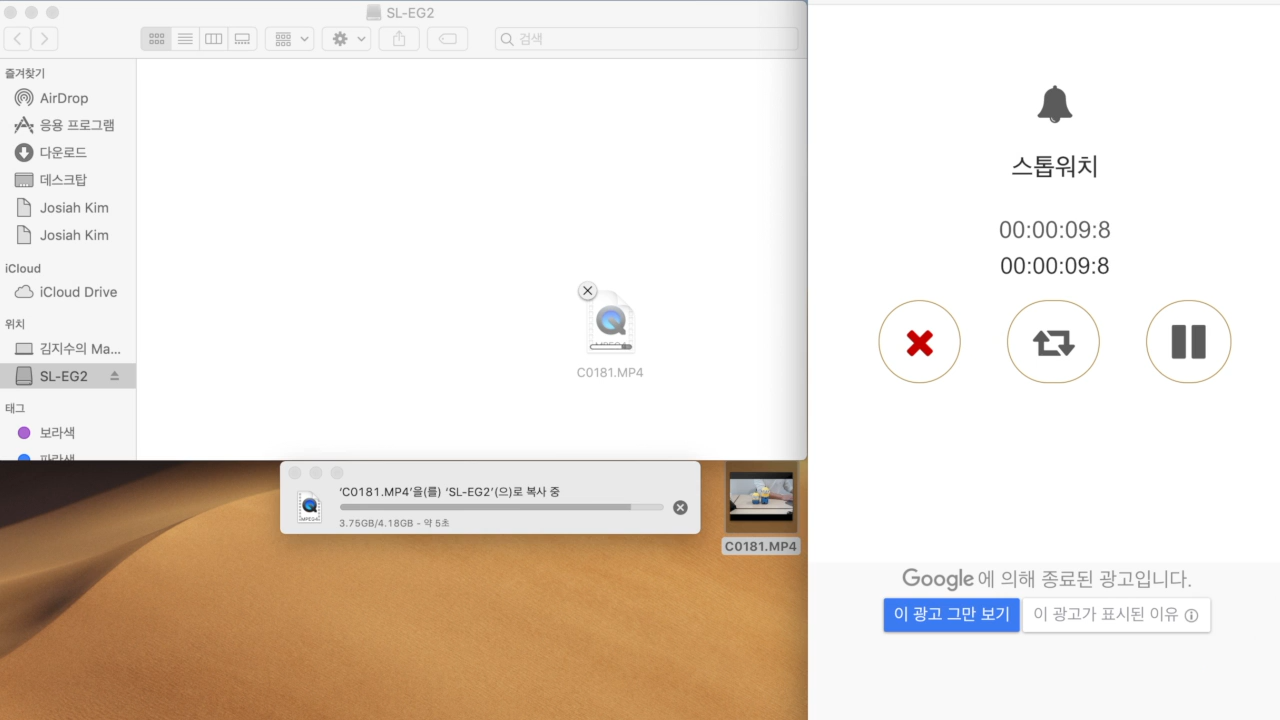 SL-EG2
검색
즐겨찾기
AirDrop
응용 프로그램
다운로드
데스크탑
Josiah Kim
Josiah Kim
iCloud
iCloud Drive
위치
김지수의 Ma...
SL-EG2
태그
보라색
파란색
MPEG4
C0181.MP4
'C0181.MP4'을(를) 'SL-EG2'(으)로 복사 중
MPEG4
3.75GB/4.18GB - 약 5초
C0181.MP4
스톱워치
00:00:09:8
00:00:09:8
Google에 의해 종료된 광고입니다.
이 광고 그만 보기
이 광고가 표시된 이유